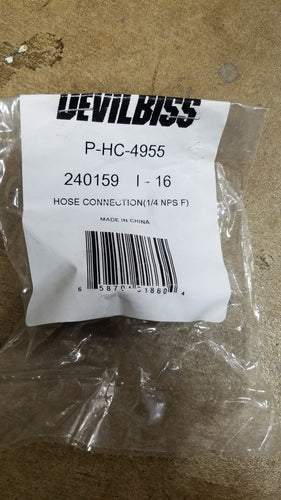 DEVILBISS
P-HC-4955
240159 I - 16
HOSE CONNECTION(1/4 NPS F)
MADE IN CHINA